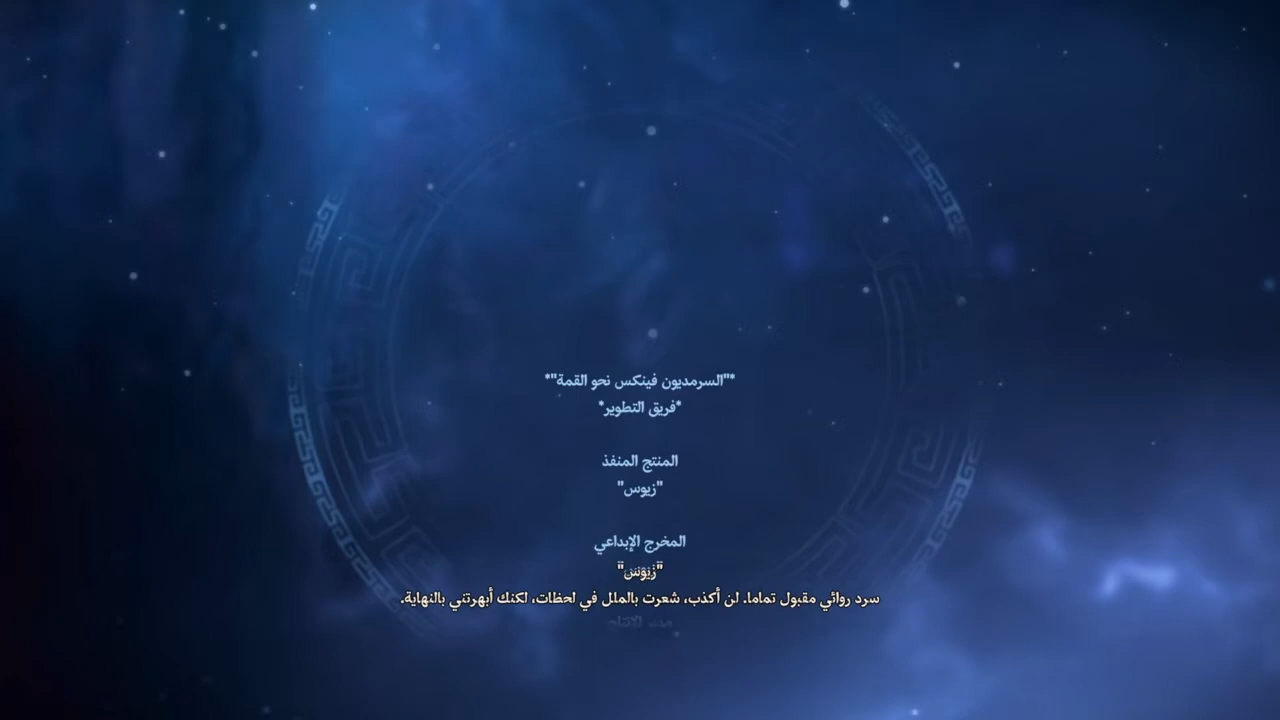 *"السرمديون فينكس نحو القمة"*
*فريق التطوير*
المنتج المنفذ
"زيوس"
المخرج الإبداعي
"زيوس"
سرد روائي مقبول تماما. لن أكذب، شعرت بالملل في لحظات، لكنك أبهرتني بالنهاية.